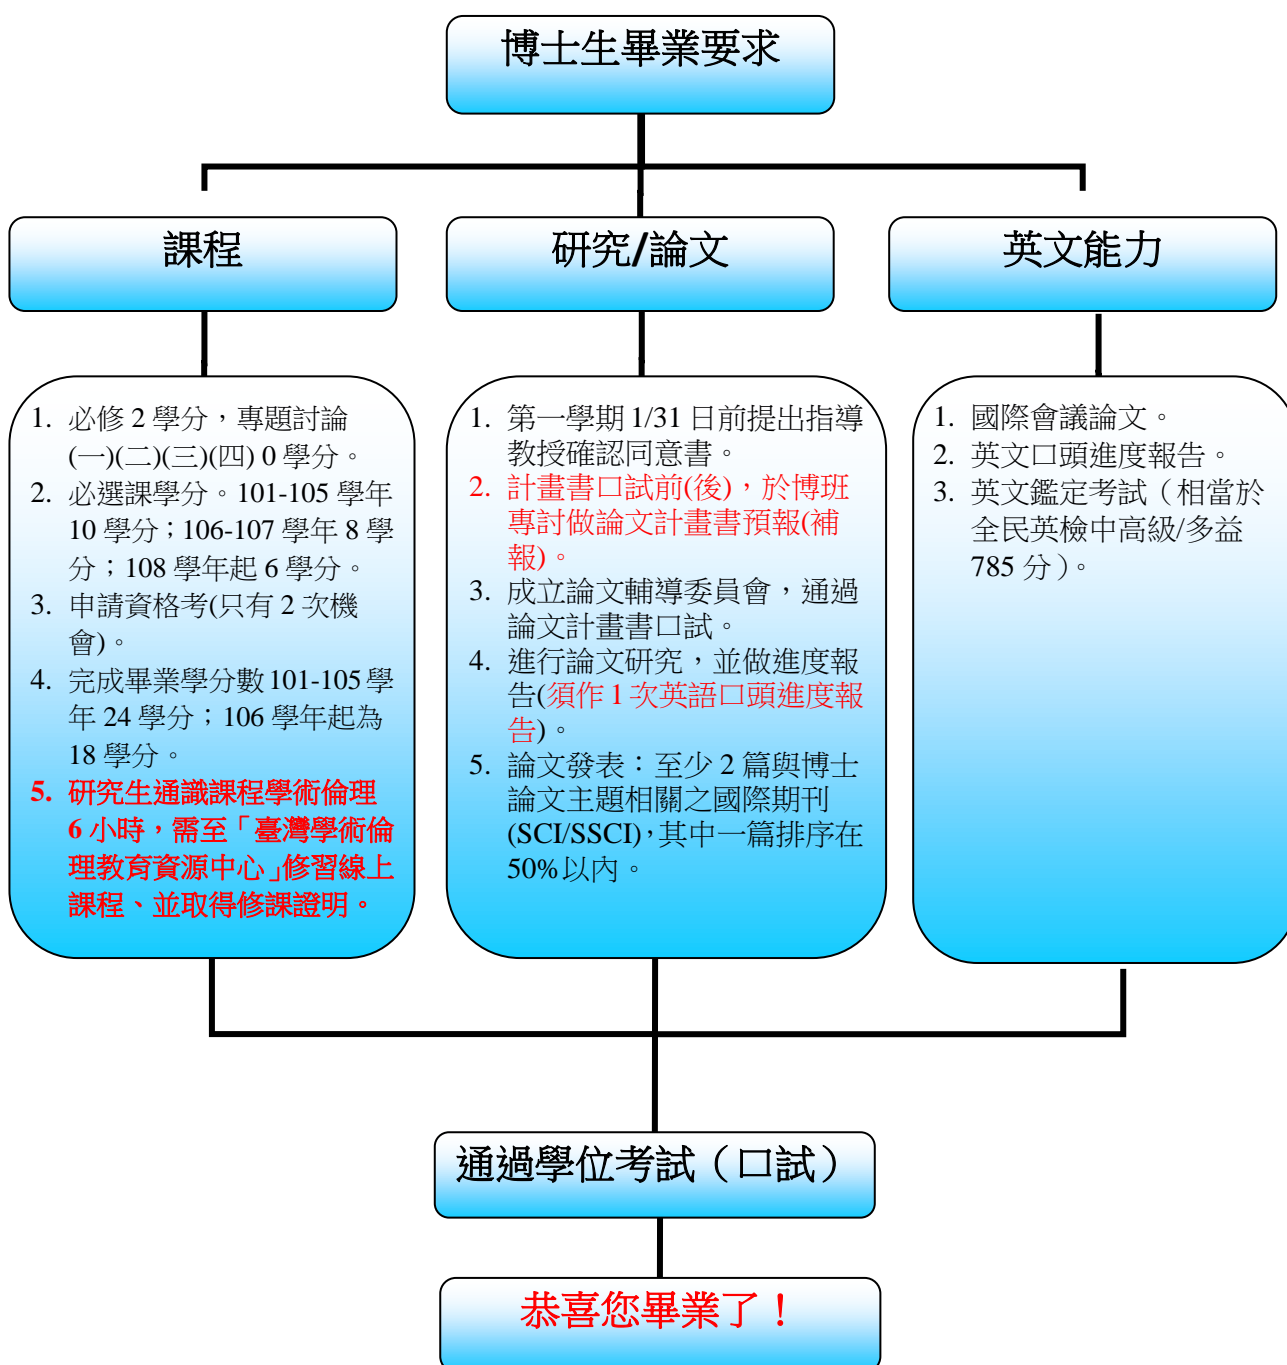 博士生畢業要求
課程
研究/論文
英文能力
1. 必修 2 學分，專題討論
(一)(二)(三)(四) 0 學分。
2. 必選課學分。101-105 學年
10 學分；106-107 學年 8 學
分；108 學年起 6 學分。
3. 申請資格考(只有 2 次機
會)。
4. 完成畢業學分數 101-105 學
年 24 學分；106 學年起為
18 學分。
5. 研究生通識課程學術倫理
6 小時，需至「臺灣學術倫
理教育資源中心」修習線上
課程、並取得修課證明。
1. 第一學期 1/31 日前提出指導
教授確認同意書。
2. 計畫書口試前(後)，於博班
專討做論文計畫書預報(補
報)。
3. 成立論文輔導委員會，通過
論文計畫書口試。
4. 進行論文研究，並做進度報
告(須作 1 次英語口頭進度報
告)。
5. 論文發表：至少 2 篇與博士
論文主題相關之國際期刊
(SCI/SSCI)，其中一篇排序在
50%以內。
1. 國際會議論文。
2. 英文口頭進度報告。
3. 英文鑑定考試（相當於
全民英檢中高級/多益
785 分）。
通過學位考試（口試）
恭喜您畢業了！